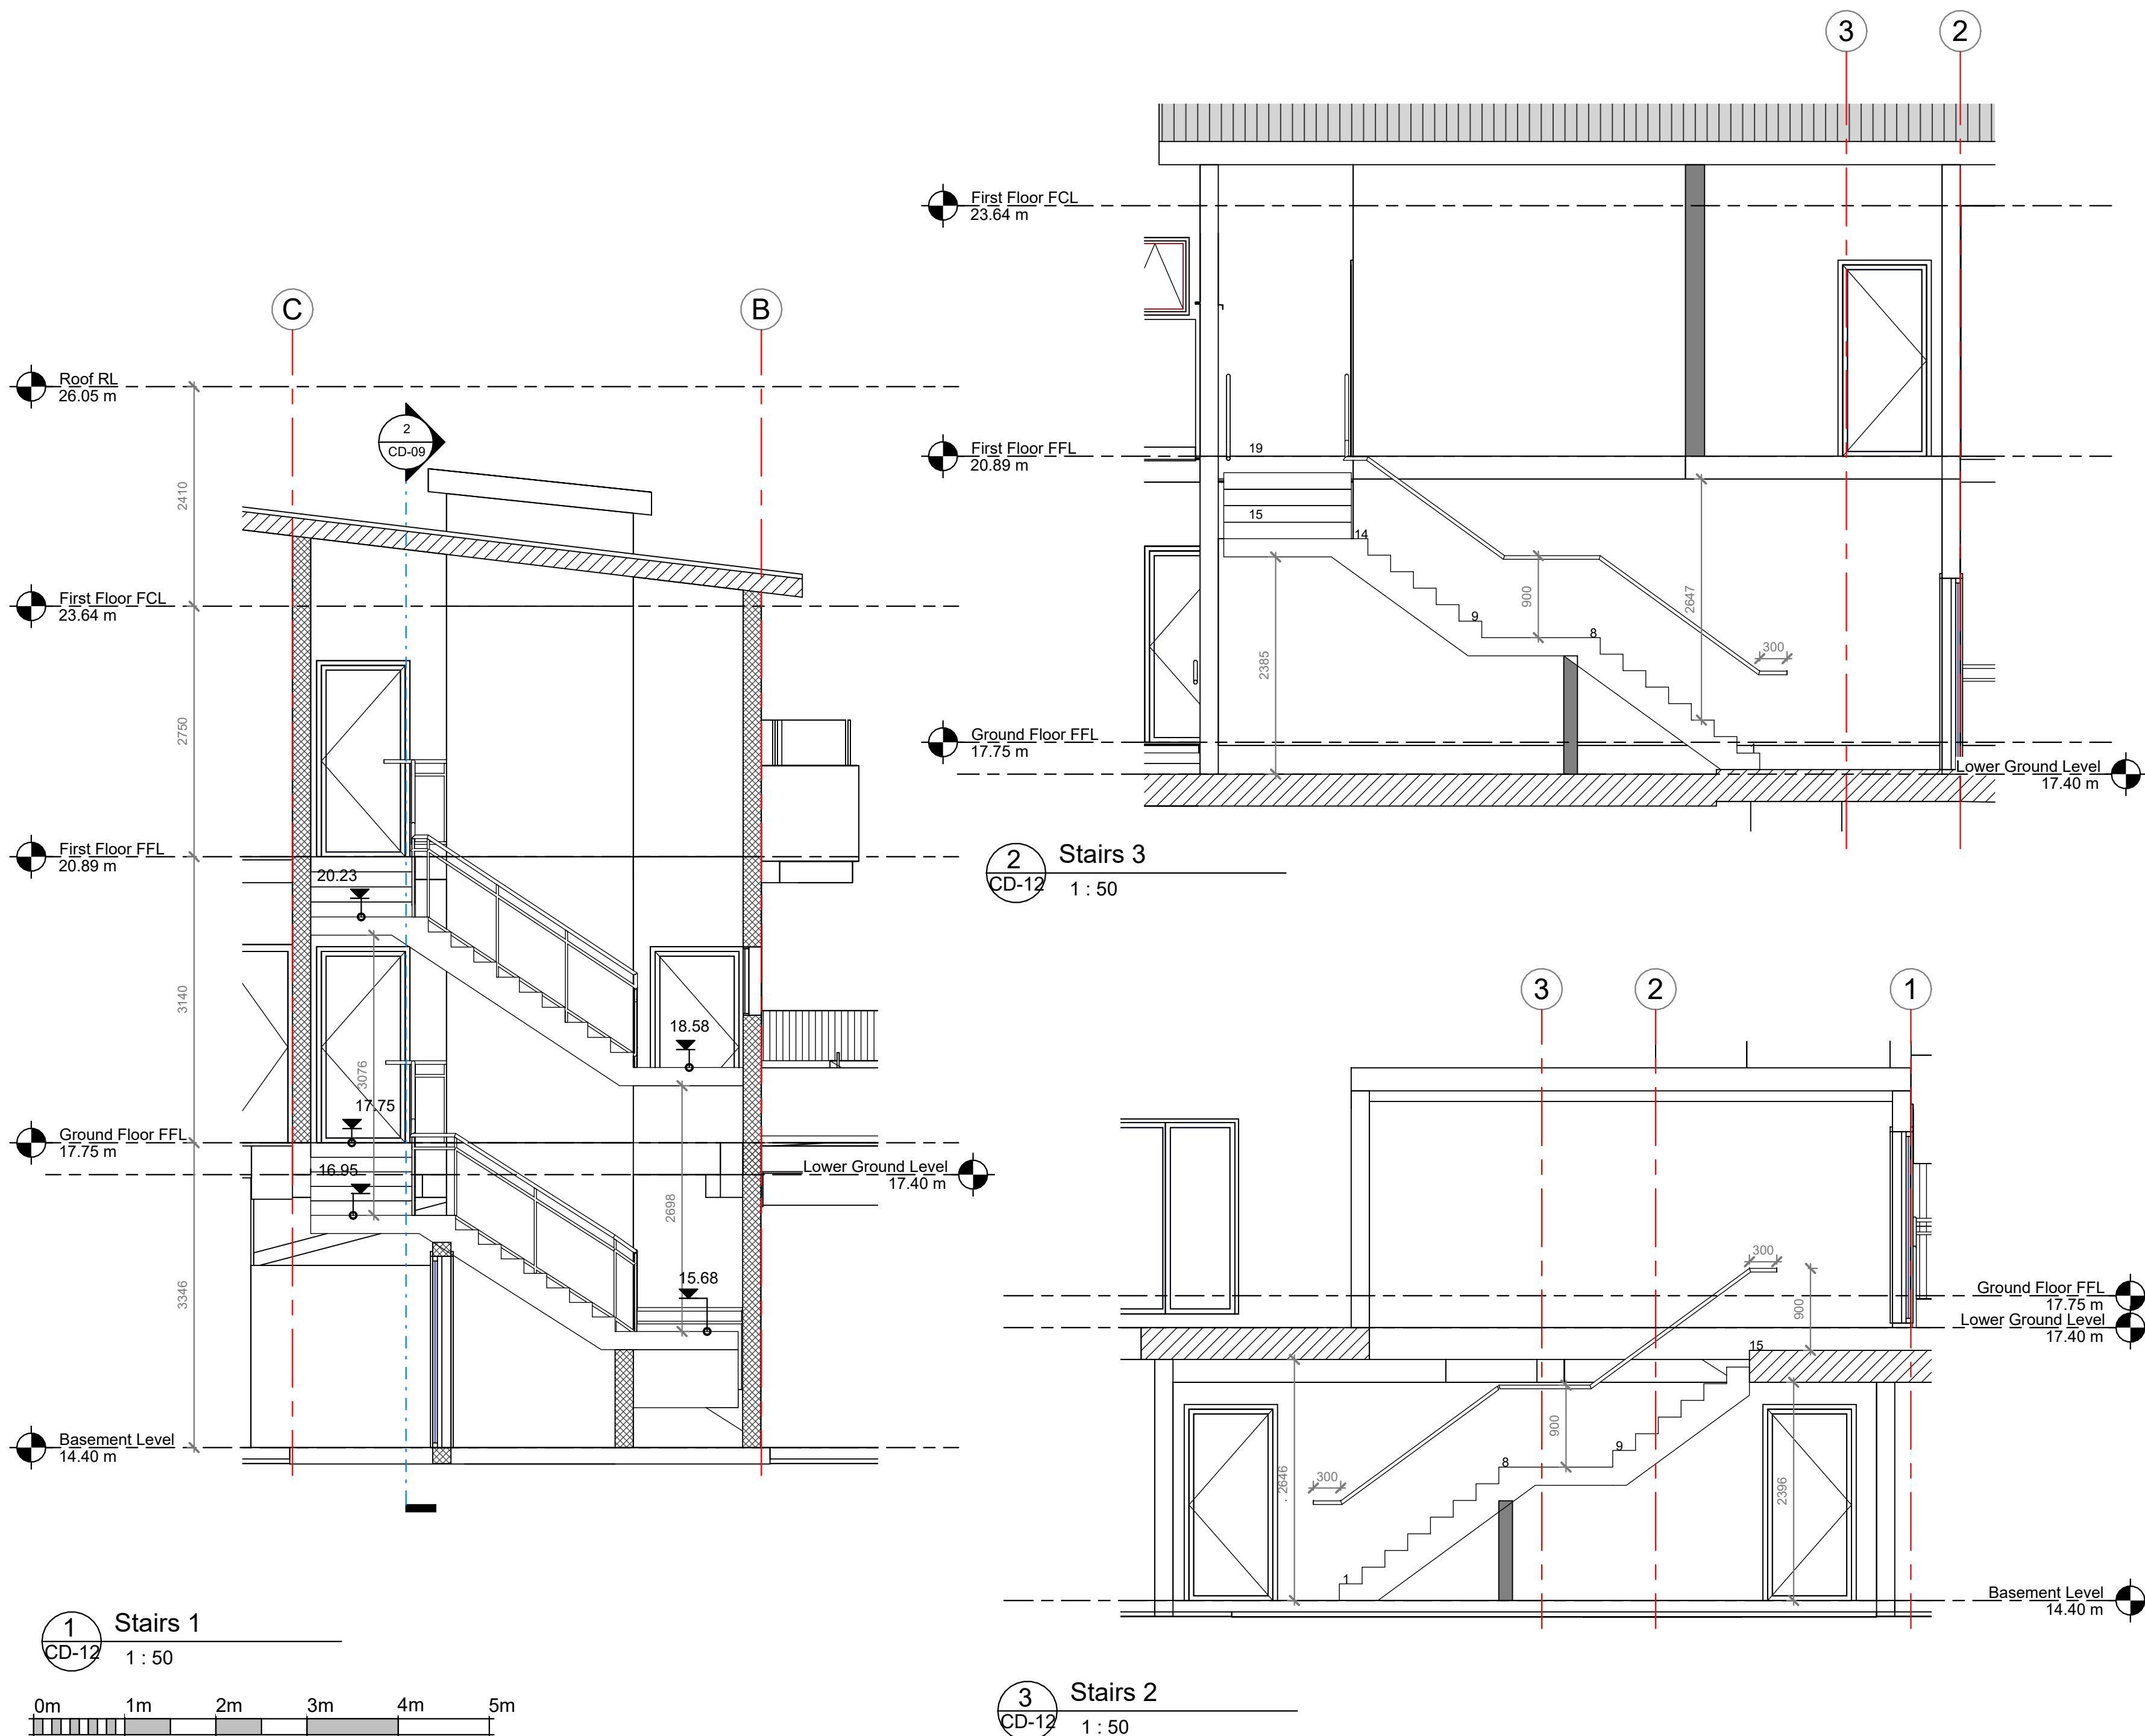 C
B
Roof RL
26.05 m
2
CD-09
2410
First Floor FCL
23.64 m
2750
First Floor FFL
20.89 m
20.23
3140
3076
18.58
17.75
Ground Floor FFL
17.75 m
16.95
Lower Ground Level
17.40 m
2698
3346
15.68
Basement Level
14.40 m
1
CD-12
Stairs 1
1 : 50
0m 1m 2m 3m 4m 5m
3
2
First Floor FCL
23.64 m
First Floor FFL
20.89 m
19
15
14
9
8
900
2647
300
2385
Ground Floor FFL
17.75 m
Lower Ground Level
17.40 m
2
CD-12
Stairs 3
1 : 50
3
2
1
300
900
Ground Floor FFL
17.75 m
Lower Ground Level
17.40 m
15
900
9
8
300
2646
2396
1
Basement Level
14.40 m
3
CD-12
Stairs 2
1 : 50